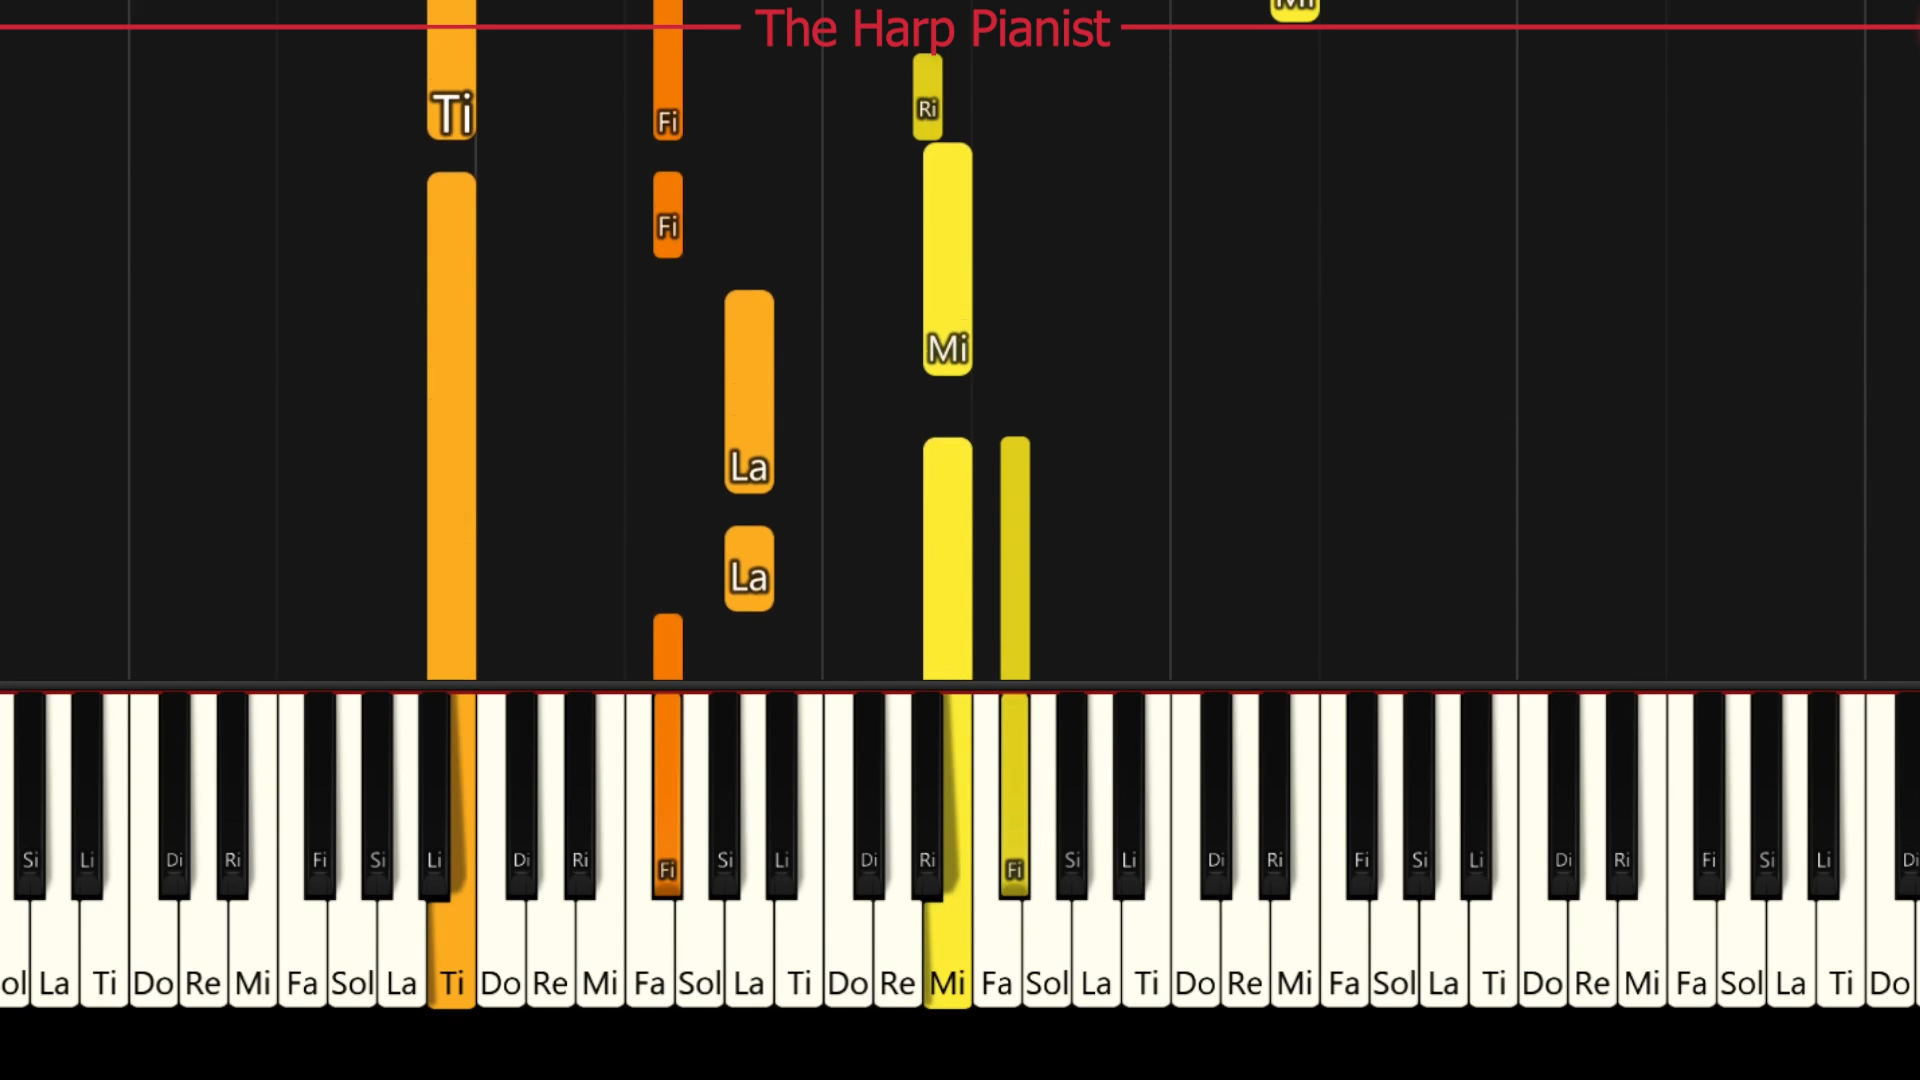 Mi
The Harp Pianist
Ti Fi Ri
Fi
Mi
La
La
Si Li Di Ri Fi Si Li Di Ri Fi Si Li Di Ri Fi Si Li Di Ri Fi Si Li Di Ri Fi Si Li Di
ol La Ti Do Re Mi Fa Sol La Ti Do Re Mi Fa Sol La Ti Do Re Mi Fa Sol La Ti Do Re Mi Fa Sol La Ti Do Re Mi Fa Sol La Ti Do